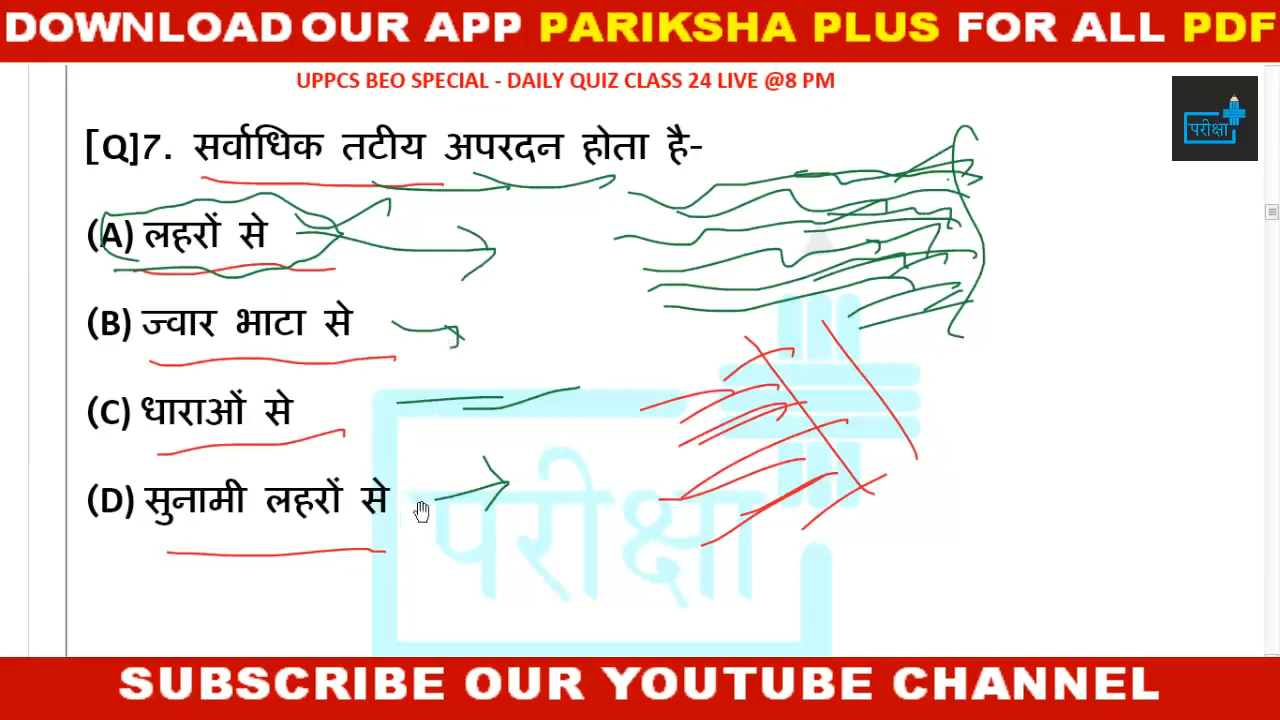 DOWNLOAD OUR APP PARIKSHA PLUS FOR ALL PDF
UPPCS BEO SPECIAL - DAILY QUIZ CLASS 24 LIVE @8 PM
परीक्षा
[Q]7. सर्वाधिक तटीय अपरदन होता है-
(A) लहरों से
(B) ज्वार भाटा से
(C) धाराओं से
(D) सुनामी लहरों से
परीक्षा
SUBSCRIBE OUR YOUTUBE CHANNEL